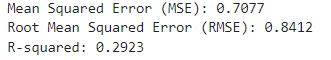 Mean Squared Error (MSE): 0.7077
Root Mean Squared Error (RMSE): 0.8412
R-squared: 0.2923